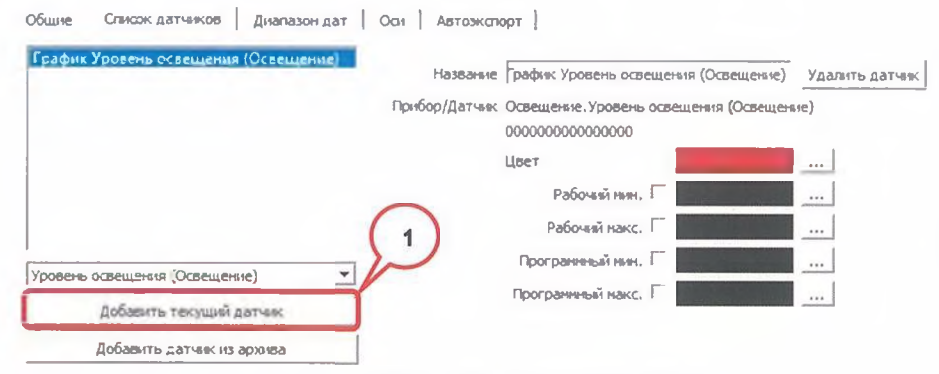 Общие Список датчиков Диапазон дат Оси Автоэкспорт
График Уровень освещения (Освещение)
Название График Уровень освещения (Освещение) Удалить датчик
Прибор/Датчик Освещение.Уровень освещения (Освещение)
0000000000000000
Цвет ...
Рабочий мин. ...
Рабочий макс. ...
Программный мин. ...
Программный макс. ...
1
Уровень освещения (Освещение)
Добавить текущий датчик
Добавить датчик из архива